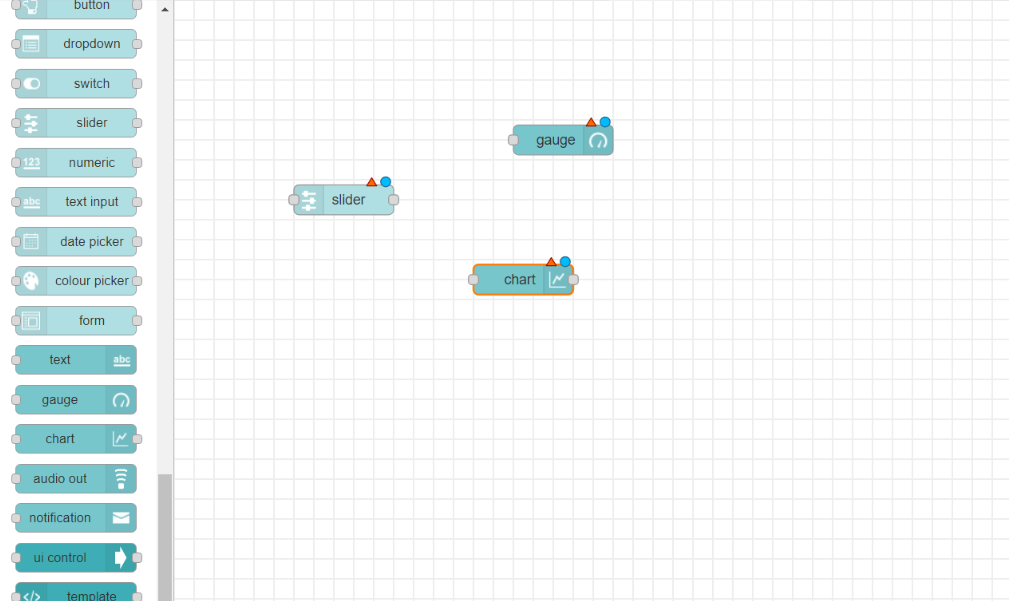 button
dropdown
switch
slider
123 numeric
abc text input
date picker
colour picker
form
text abc
gauge
chart
audio out
notification
ui control
</> template
gauge
slider
chart